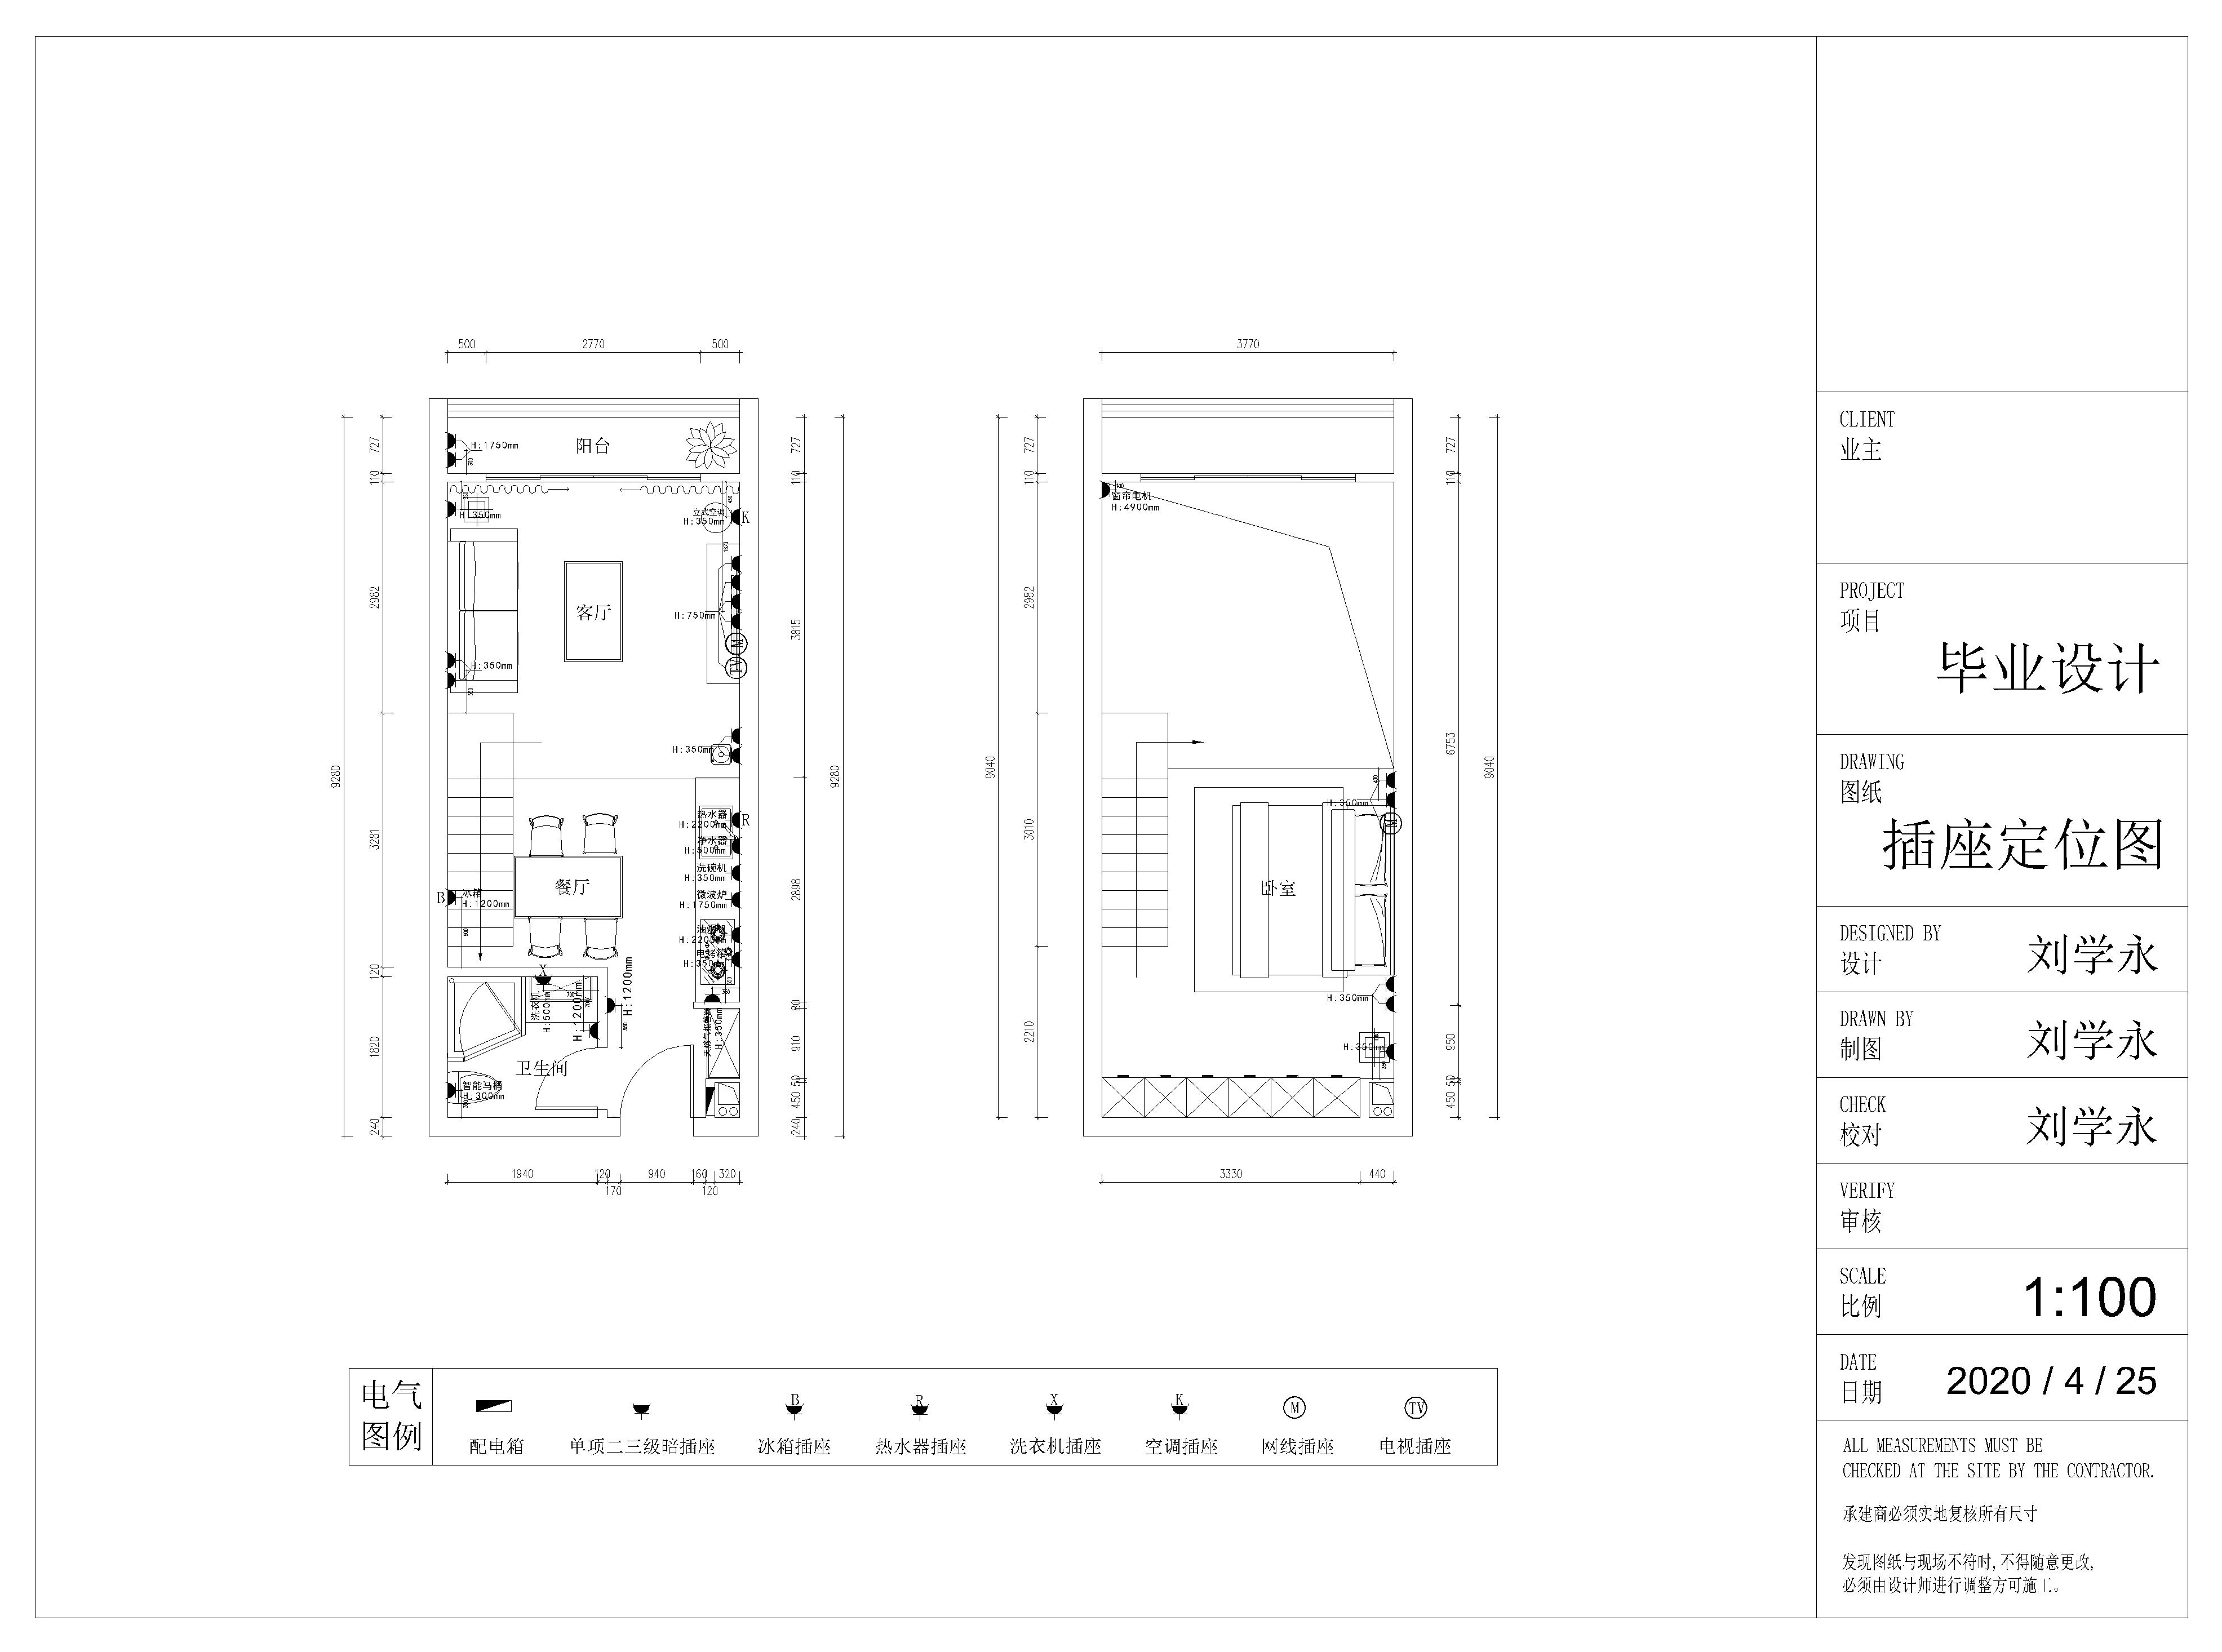 500 2770 500
727
110
2982
3281
120
1820
240
9280
阳台
H:1750mm
300
H:350mm
立式空调
H:350mm
K
客厅
H:750mm
M
TV
H:350mm
H:350mm
热水器
H:2200mm
R
净水器
H:500mm
洗碗机
H:350mm
微波炉
H:1750mm
H:2200mm
电烤箱
H:350mm
餐厅
B
冰箱
H:1200mm
900
X
洗衣机
H:500mm
H:1200mm
H:1200mm
天燃气报警器
H:350mm
卫生间
智能马桶
H:300mm
727
110
3815
2898
80
910
50
450
240
9280
1940 120 940 160 320
170 120
3770
9040
727
110
2982
3010
2210
窗帘电机
H:4900mm
400
H:350mm
M
卧室
H:350mm
H:350mm
727
110
6753
950
50
450
9040
3330 440
电气
图例
B R X K M TV
配电箱 单项二三级暗插座 冰箱插座 热水器插座 洗衣机插座 空调插座 网线插座 电视插座
CLIENT
业主
PROJECT
项目
毕业设计
DRAWING
图纸
插座定位图
DESIGNED BY
设计
刘学永
DRAWN BY
制图
刘学永
CHECK
校对
刘学永
VERIFY
审核
SCALE
比例
1:100
DATE
日期
2020 / 4 / 25
ALL MEASUREMENTS MUST BE
CHECKED AT THE SITE BY THE CONTRACTOR.
承建商必须实地复核所有尺寸
发现图纸与现场不符时,不得随意更改,
必须由设计师进行调整方可施工。